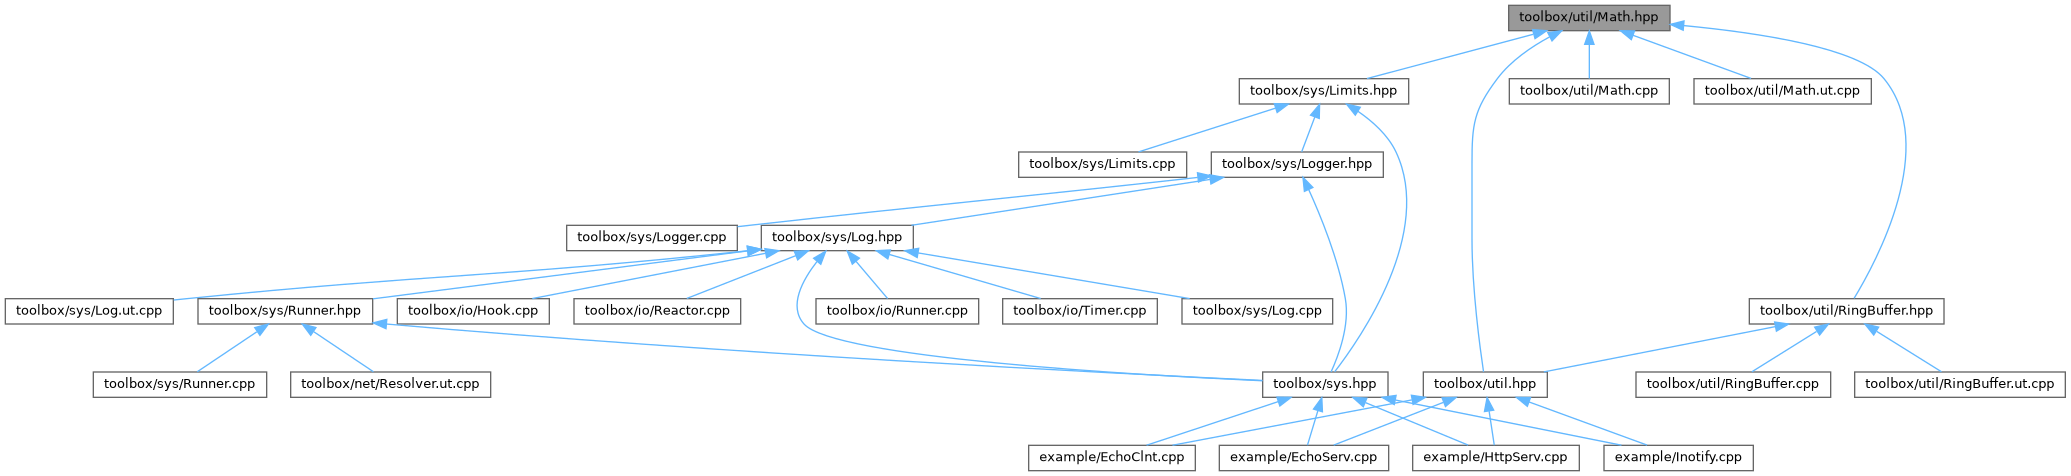 toolbox/util/Math.hpp
toolbox/sys/Limits.hpp
toolbox/util/Math.cpp
toolbox/util/Math.ut.cpp
toolbox/sys/Limits.cpp
toolbox/sys/Logger.hpp
toolbox/sys/Logger.cpp
toolbox/sys/Log.hpp
toolbox/sys/Log.ut.cpp
toolbox/sys/Runner.hpp
toolbox/io/Hook.cpp
toolbox/io/Reactor.cpp
toolbox/io/Runner.cpp
toolbox/io/Timer.cpp
toolbox/sys/Log.cpp
toolbox/util/RingBuffer.hpp
toolbox/sys/Runner.cpp
toolbox/net/Resolver.ut.cpp
toolbox/sys.hpp
toolbox/util.hpp
toolbox/util/RingBuffer.cpp
toolbox/util/RingBuffer.ut.cpp
example/EchoClnt.cpp
example/EchoServ.cpp
example/HttpServ.cpp
example/Inotify.cpp